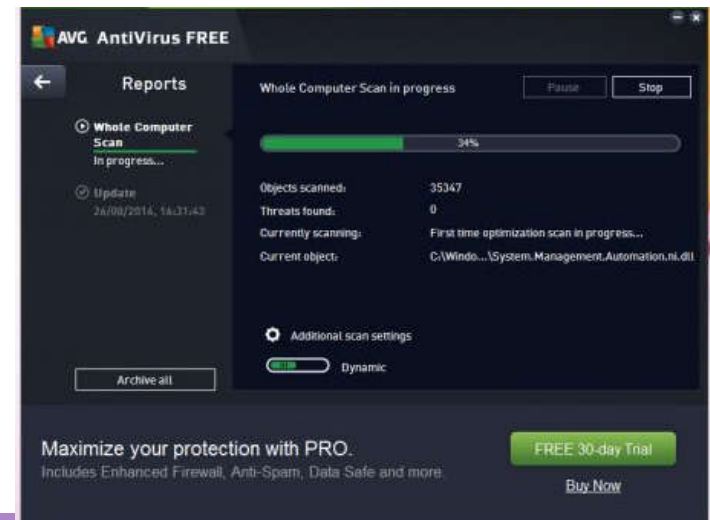 AVG AntiVirus FREE
Reports
Whole Computer Scan in progress
Pause
Stop
Whole Computer
Scan
In progress...
34%
Update
26/08/2014, 16:31:43
Objects scanned: 35347
Threats found: 0
Currently scanning: First time optimization scan in progress...
Current object: C:\Windo...\System.Management.Automation.ni.dll
Additional scan settings
Dynamic
Archive all
Maximize your protection with PRO.
Includes Enhanced Firewall, Anti-Spam, Data Safe and more.
FREE 30-day Trial
Buy Now